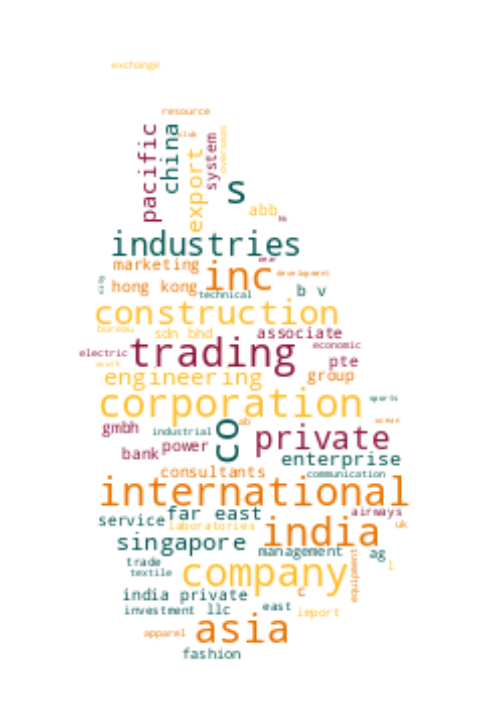 exchange
resource
pacific
china
club
export
system
overseas
s
abb
industries
marketing
inc
development
hong kong
technical
city
b v
construction
bureau
sdn bhd
associate
electric
trading
economic
south
pte
engineering
group
corporation
sports
gmbh
industrial
co
ab
ocean
private
bank
power
enterprise
consultants
communication
international
service
far east
airways
laboratories
india
uk
singapore
management
ag
trade
textile
company
equipment
l
india private
c
investment
llc
east
import
apparel
asia
fashion